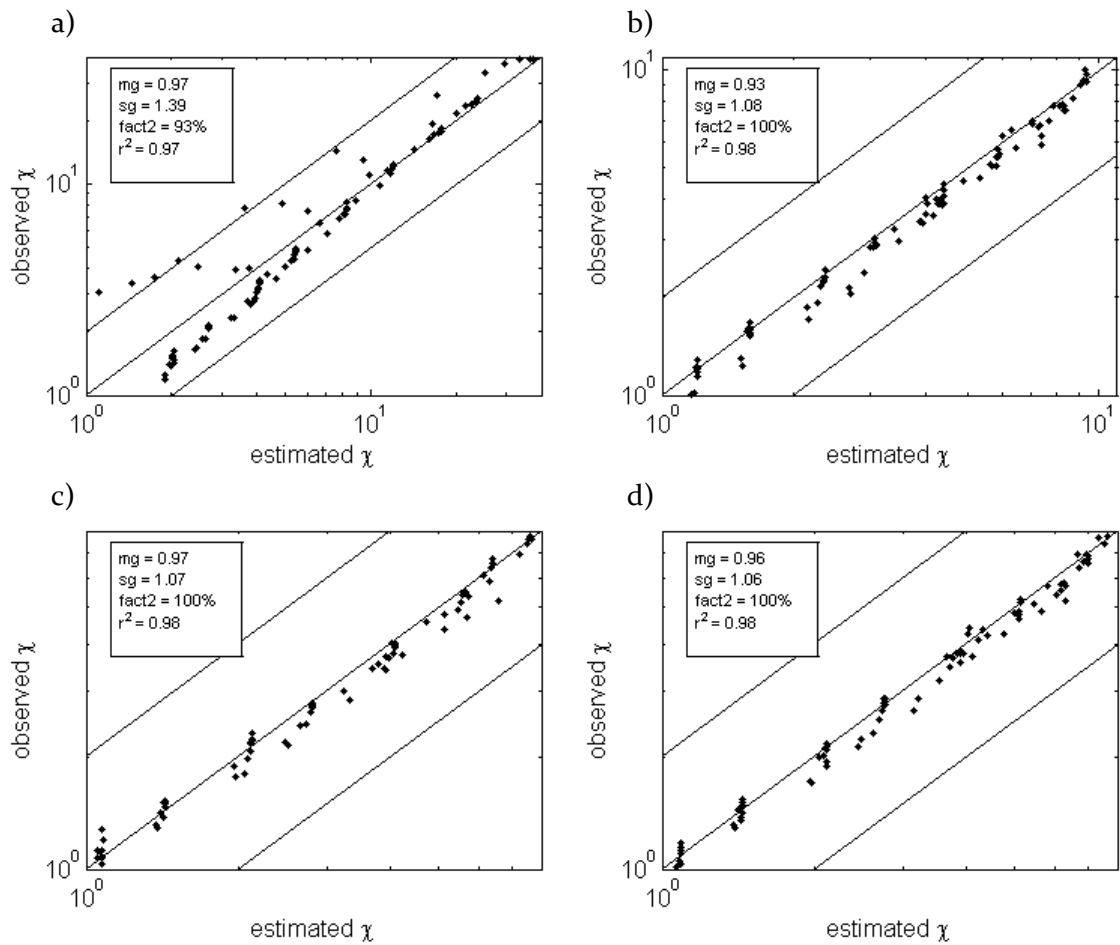 a)
mg = 0.97
sg = 1.39
fact2 = 93%
r² = 0.97
observed χ
10¹
10⁰
10⁰
10¹
estimated χ
b)
mg = 0.93
sg = 1.08
fact2 = 100%
r² = 0.98
observed χ
10¹
10⁰
10⁰
10¹
estimated χ
c)
mg = 0.97
sg = 1.07
fact2 = 100%
r² = 0.98
observed χ
10⁰
10⁰
estimated χ
d)
mg = 0.96
sg = 1.06
fact2 = 100%
r² = 0.98
observed χ
10⁰
10⁰
estimated χ